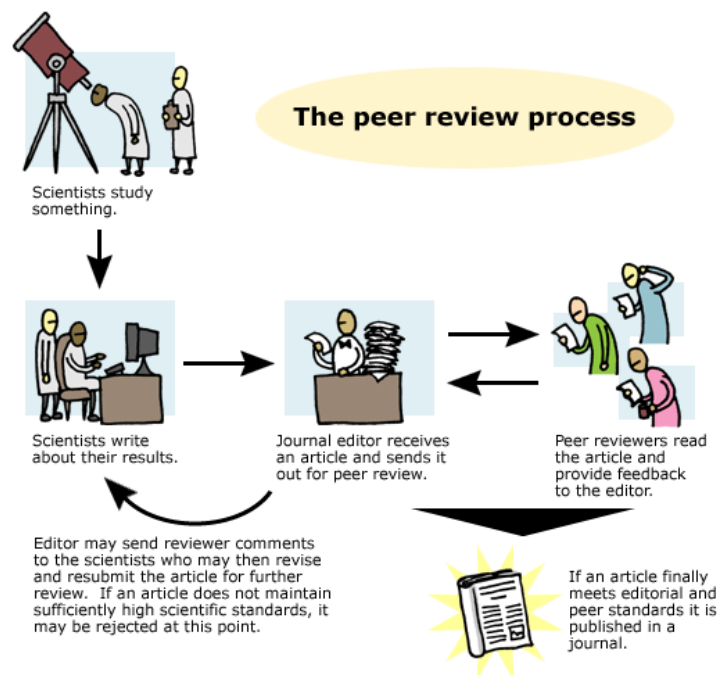 The peer review process
Scientists study
something.
Scientists write
about their results.
Journal editor receives
an article and sends it
out for peer review.
Peer reviewers read
the article and
provide feedback
to the editor.
Editor may send reviewer comments
to the scientists who may then revise
and resubmit the article for further
review.  If an article does not maintain
sufficiently high scientific standards, it
may be rejected at this point.
If an article finally
meets editorial and
peer standards it is
published in a
journal.